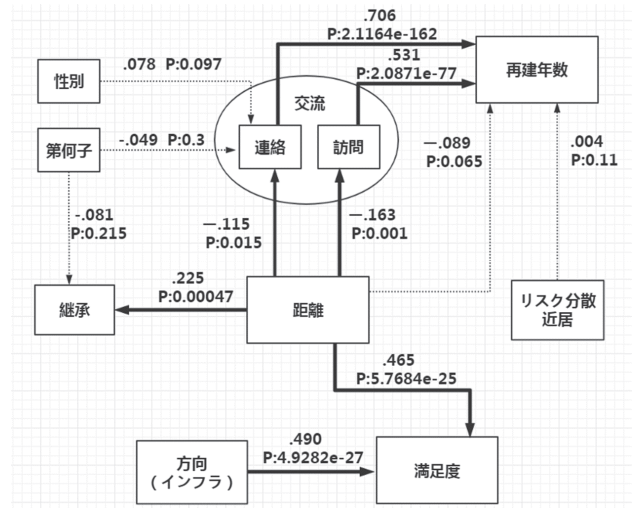 .706
P:2.1164e-162
.531
P:2.0871e-77
再建年数
性別
.078 P:0.097
交流
第何子
-.049 P:0.3
連絡
訪問
－.089
P:0.065
.004
P:0.11
-.081
P:0.215
－.115
P:0.015
－.163
P:0.001
.225
P:0.00047
継承
距離
リスク分散
近居
.465
P:5.7684e-25
.490
P:4.9282e-27
方向
（インフラ）
満足度